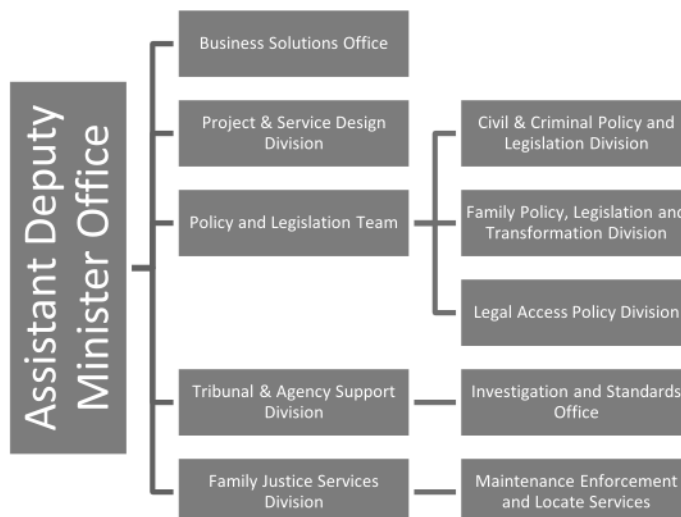 Assistant Deputy
Minister Office
Business Solutions Office
Project & Service Design
Division
Policy and Legislation Team
Civil & Criminal Policy and
Legislation Division
Family Policy, Legislation and
Transformation Division
Legal Access Policy Division
Tribunal & Agency Support
Division
Investigation and Standards
Office
Family Justice Services
Division
Maintenance Enforcement
and Locate Services